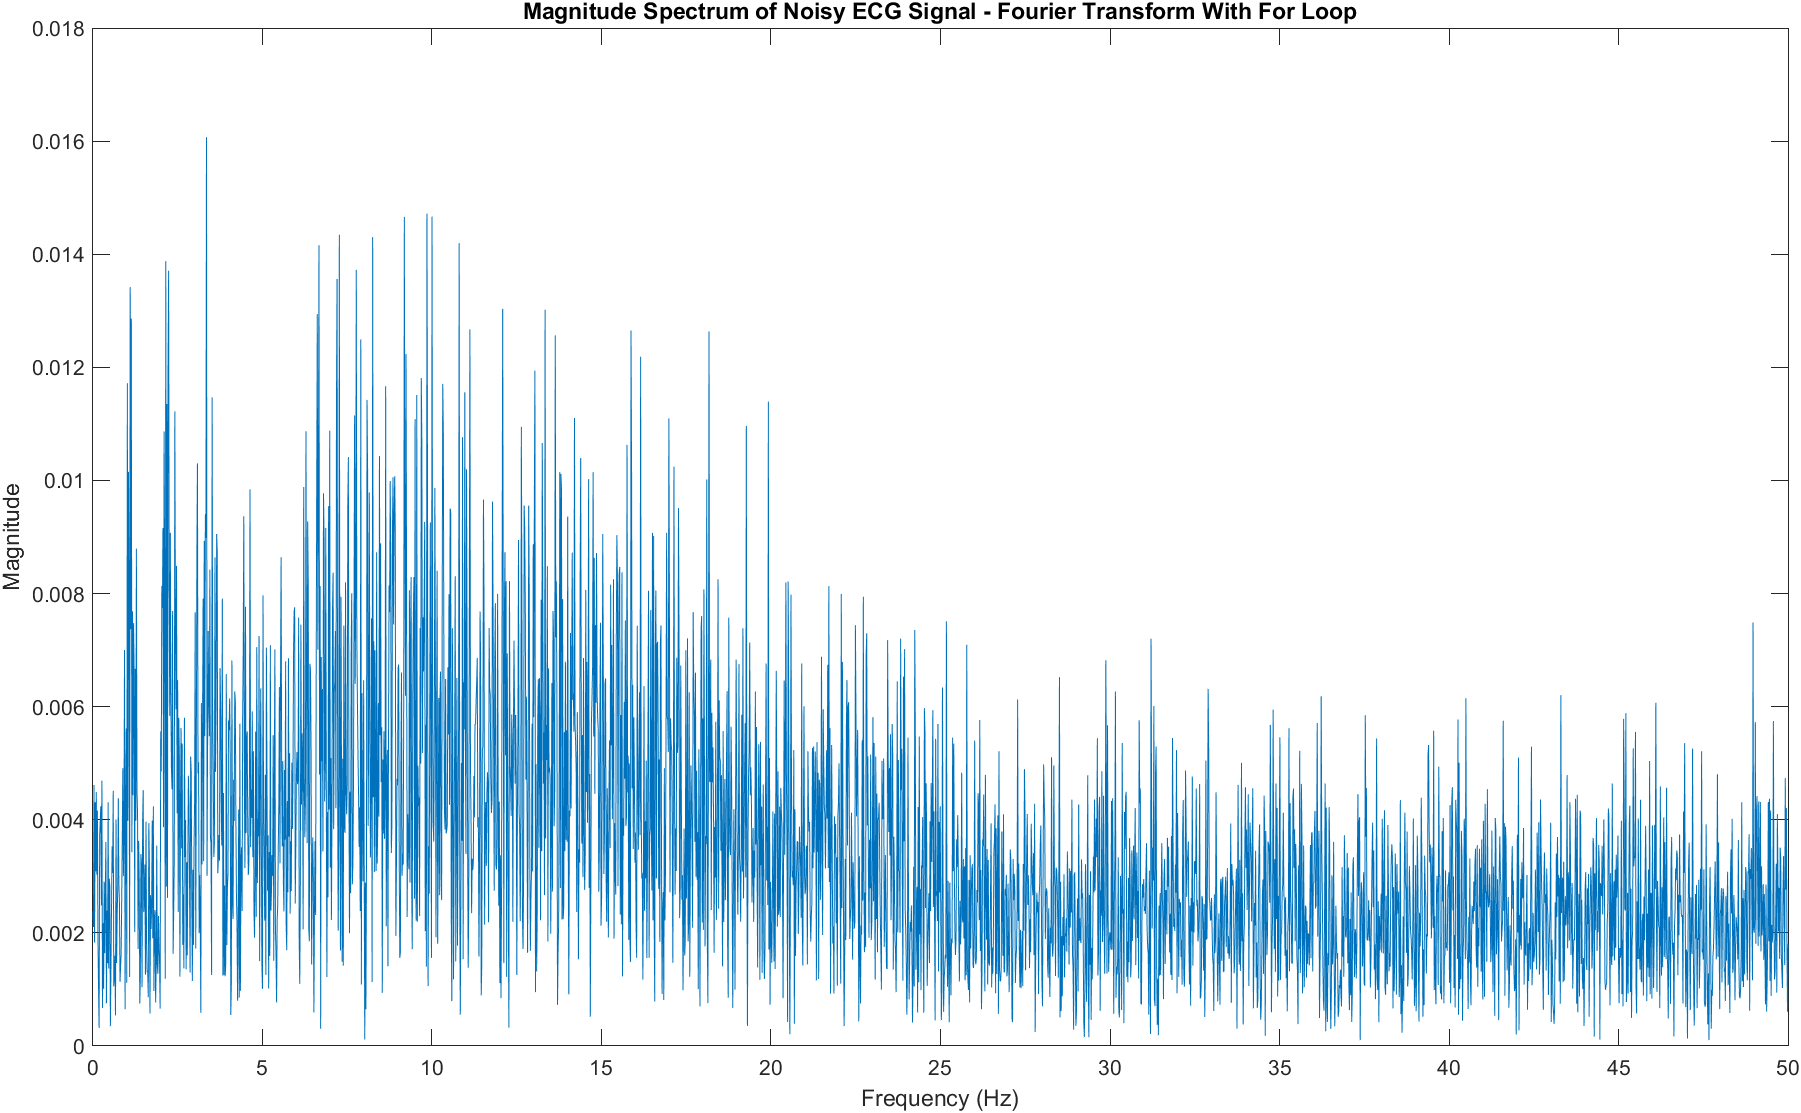 Magnitude Spectrum of Noisy ECG Signal - Fourier Transform With For Loop
0.018
0.016
0.014
0.012
0.01
0.008
0.006
0.004
0.002
0
Magnitude
0 5 10 15 20 25 30 35 40 45 50
Frequency (Hz)